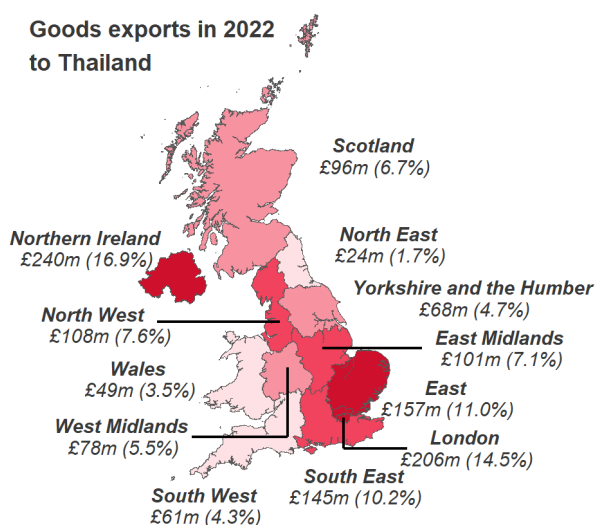 Goods exports in 2022
to Thailand
Scotland
£96m (6.7%)
Northern Ireland
£240m (16.9%)
North East
£24m (1.7%)
Yorkshire and the Humber
£68m (4.7%)
North West
£108m (7.6%)
East Midlands
£101m (7.1%)
Wales
£49m (3.5%)
East
£157m (11.0%)
West Midlands
£78m (5.5%)
London
£206m (14.5%)
South East
£145m (10.2%)
South West
£61m (4.3%)